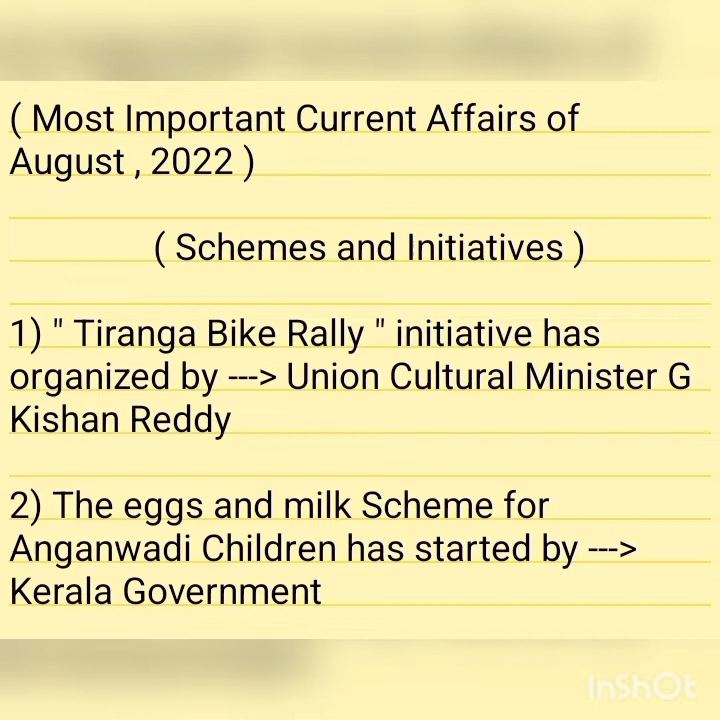 ( Most Important Current Affairs of
August , 2022 )
( Schemes and Initiatives )
1) " Tiranga Bike Rally " initiative has
organized by ---> Union Cultural Minister G
Kishan Reddy
2) The eggs and milk Scheme for
Anganwadi Children has started by --->
Kerala Government
InShOt